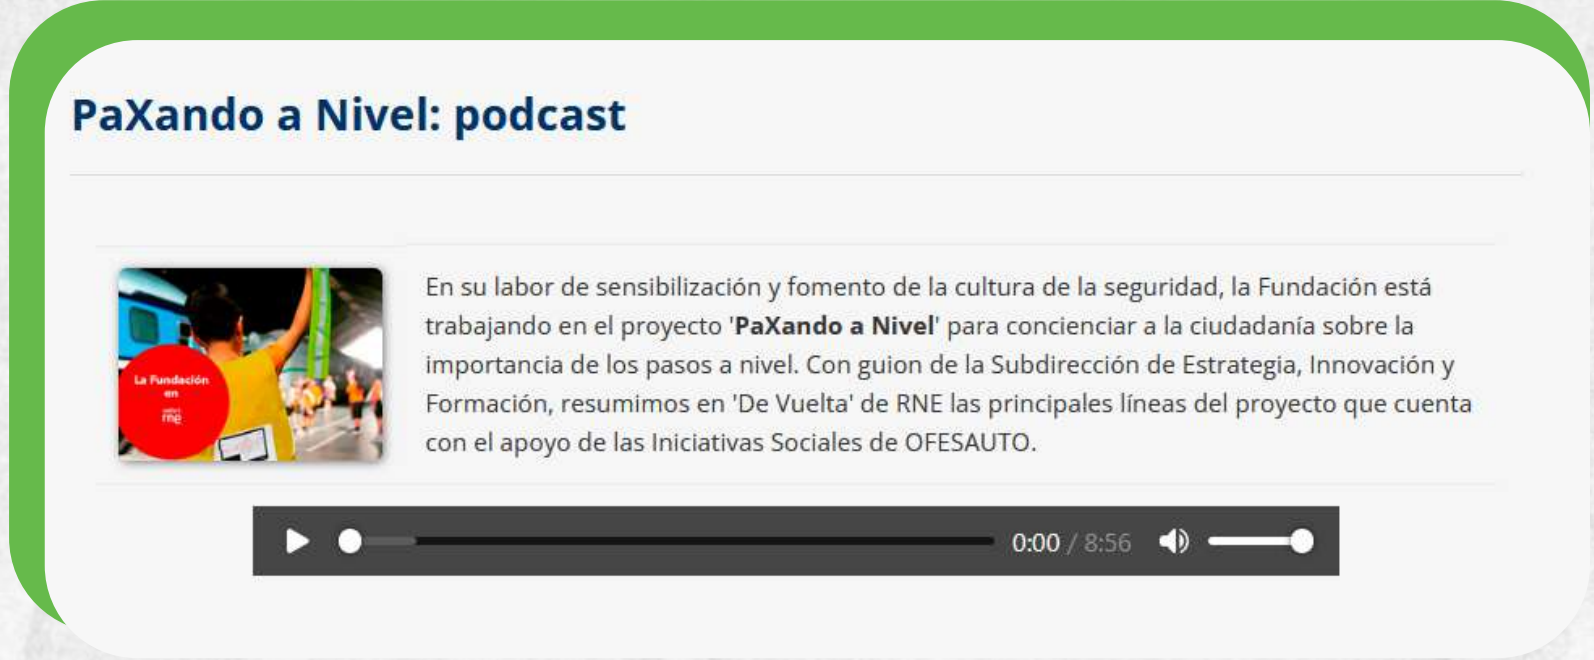 PaXando a Nivel: podcast
En su labor de sensibilización y fomento de la cultura de la seguridad, la Fundación está
trabajando en el proyecto 'PaXando a Nivel' para concienciar a la ciudadanía sobre la
importancia de los pasos a nivel. Con guion de la Subdirección de Estrategia, Innovación y
Formación, resumimos en 'De Vuelta' de RNE las principales líneas del proyecto que cuenta
con el apoyo de las Iniciativas Sociales de OFESAUTO.
La Fundación
en
rne
0:00 / 8:56